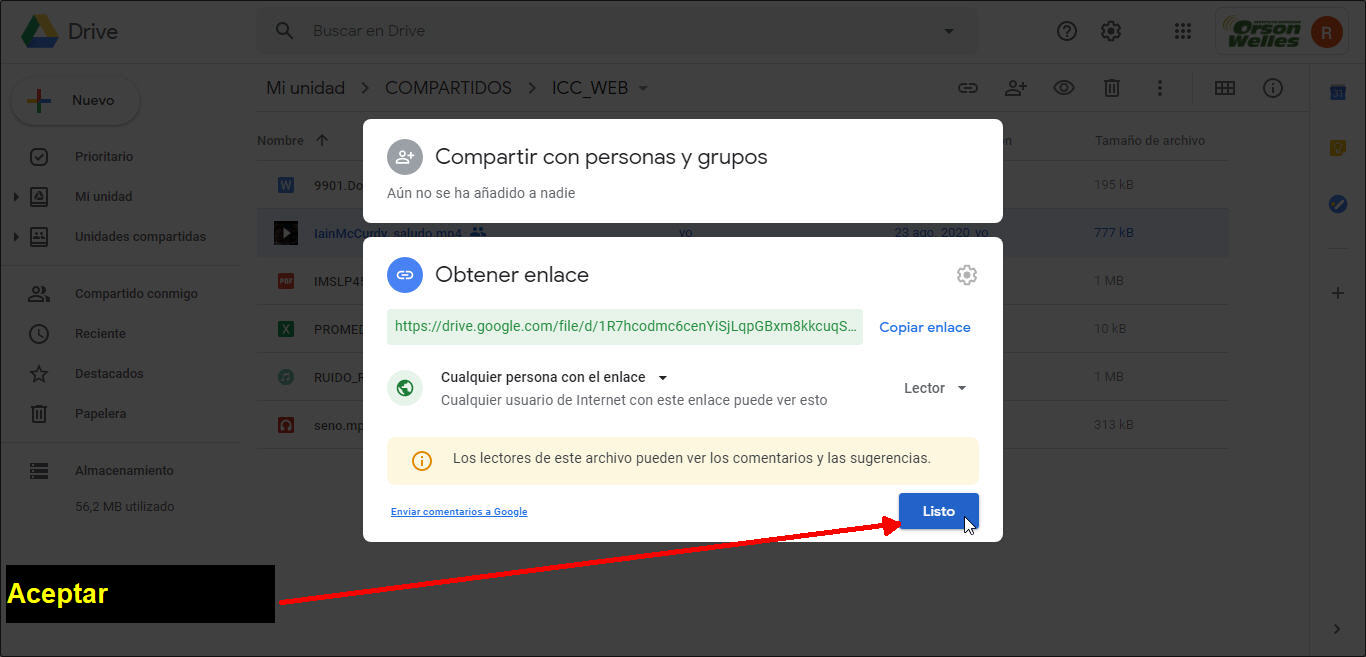 Drive
Buscar en Drive
Orson
Welles
R
Nuevo
Mi unidad > COMPARTIDOS > ICC_WEB
31
Nombre
Tamaño de archivo
Prioritario
Mi unidad
Unidades compartidas
Compartido conmigo
Reciente
Destacados
Papelera
Almacenamiento
56,2 MB utilizado
W 9901.Do
195 kB
IainMcCurdy_saludo.mp4 yo 23 ago. 2020 yo 777 kB
PDF IMSLP45
1 MB
X PROMED
10 kB
RUIDO_R
1 MB
seno.mp
313 kB
Compartir con personas y grupos
Aún no se ha añadido a nadie
Obtener enlace
https://drive.google.com/file/d/1R7hcodmc6cenYiSjLqpGBxm8kkcuqS...
Copiar enlace
Cualquier persona con el enlace
Cualquier usuario de Internet con este enlace puede ver esto
Lector
Los lectores de este archivo pueden ver los comentarios y las sugerencias.
Enviar comentarios a Google
Listo
Aceptar